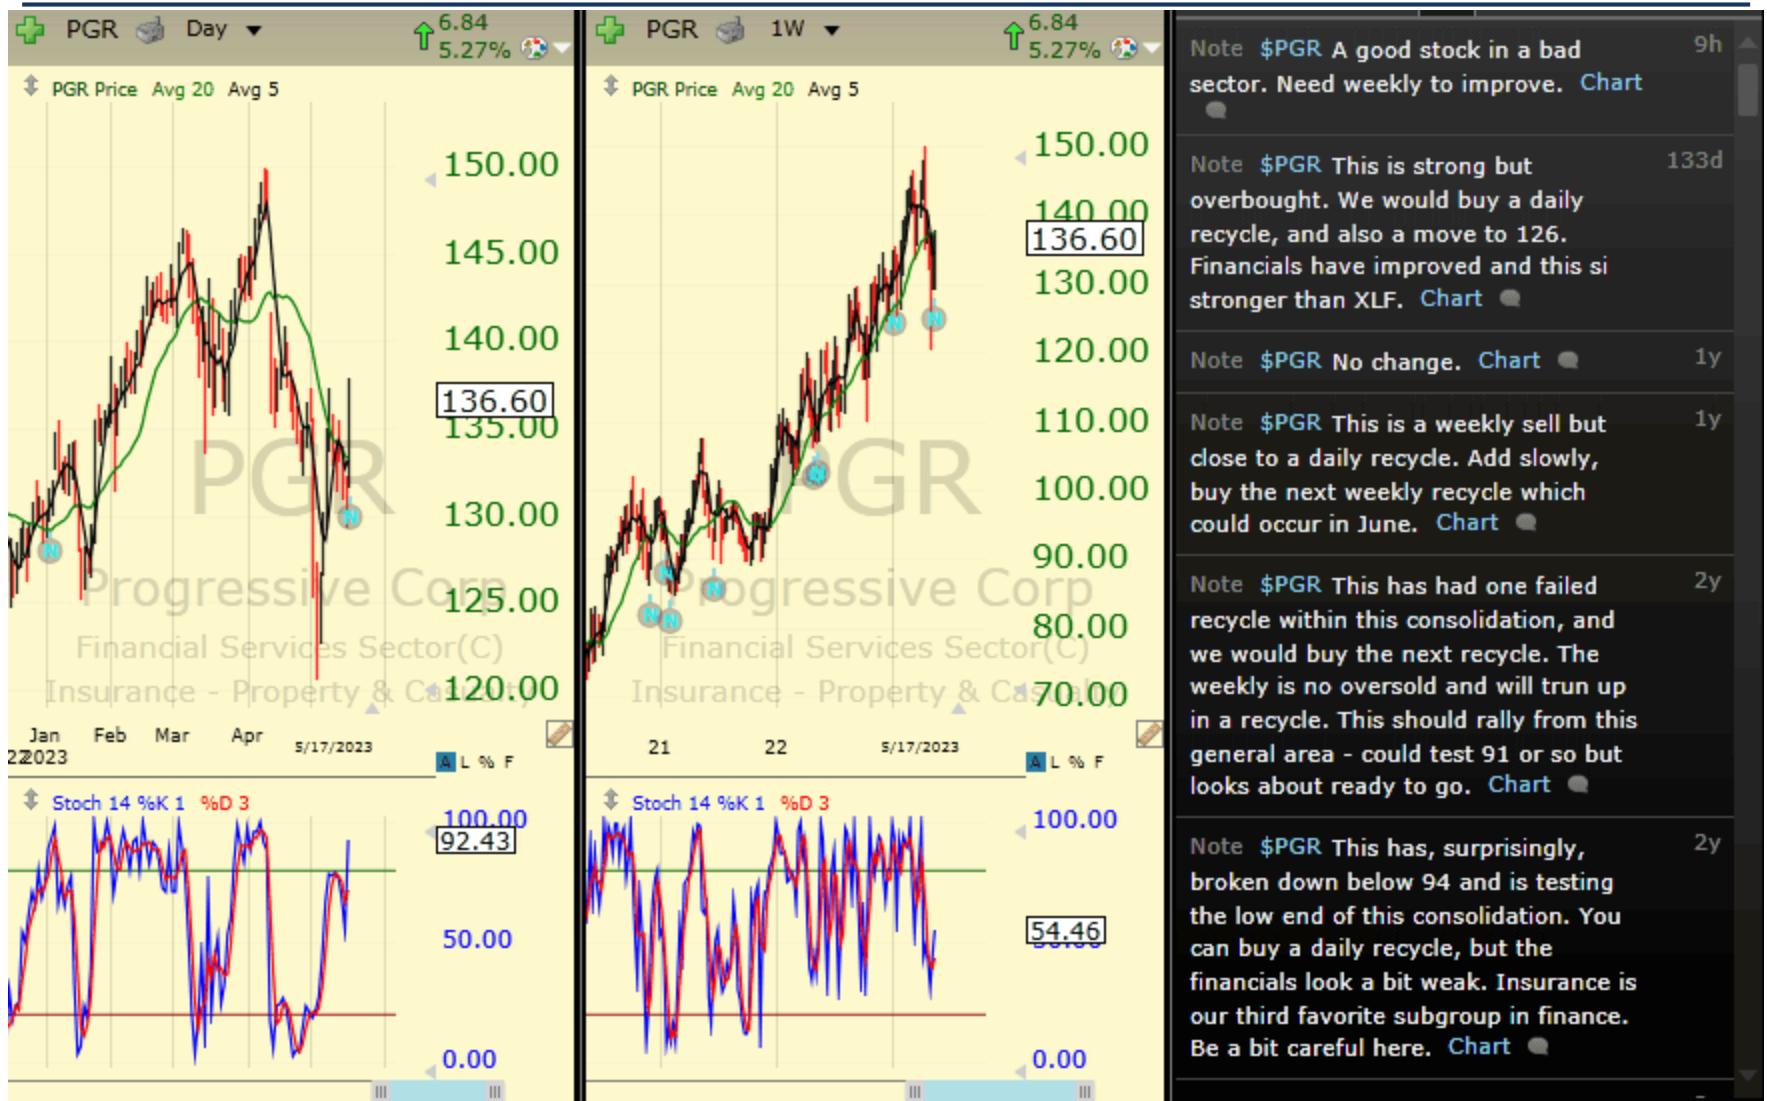 PGR Day 6.84
5.27%
PGR Price Avg 20 Avg 5
150.00
145.00
140.00
136.60
135.00
130.00
125.00
120.00
PGR
Progressive Corp
Financial Services Sector(C)
Insurance - Property & Casualty
N
N
Jan Feb Mar Apr 5/17/2023
22023
A L % F
Stoch 14 %K 1 %D 3
100.00
92.43
50.00
0.00
PGR 1W 6.84
5.27%
PGR Price Avg 20 Avg 5
150.00
140.00
136.60
130.00
120.00
110.00
100.00
90.00
80.00
70.00
PGR
Progressive Corp
Financial Services Sector(C)
Insurance - Property & Casualty
N
N
N
N
N
N
N
21 22 5/17/2023
A L % F
Stoch 14 %K 1 %D 3
100.00
54.46
50.00
0.00
Note $PGR A good stock in a bad 9h
sector. Need weekly to improve. Chart
Note $PGR This is strong but 133d
overbought. We would buy a daily
recycle, and also a move to 126.
Financials have improved and this si
stronger than XLF. Chart
Note $PGR No change. Chart 1y
Note $PGR This is a weekly sell but 1y
close to a daily recycle. Add slowly,
buy the next weekly recycle which
could occur in June. Chart
Note $PGR This has had one failed 2y
recycle within this consolidation, and
we would buy the next recycle. The
weekly is no oversold and will trun up
in a recycle. This should rally from this
general area - could test 91 or so but
looks about ready to go. Chart
Note $PGR This has, surprisingly, 2y
broken down below 94 and is testing
the low end of this consolidation. You
can buy a daily recycle, but the
financials look a bit weak. Insurance is
our third favorite subgroup in finance.
Be a bit careful here. Chart